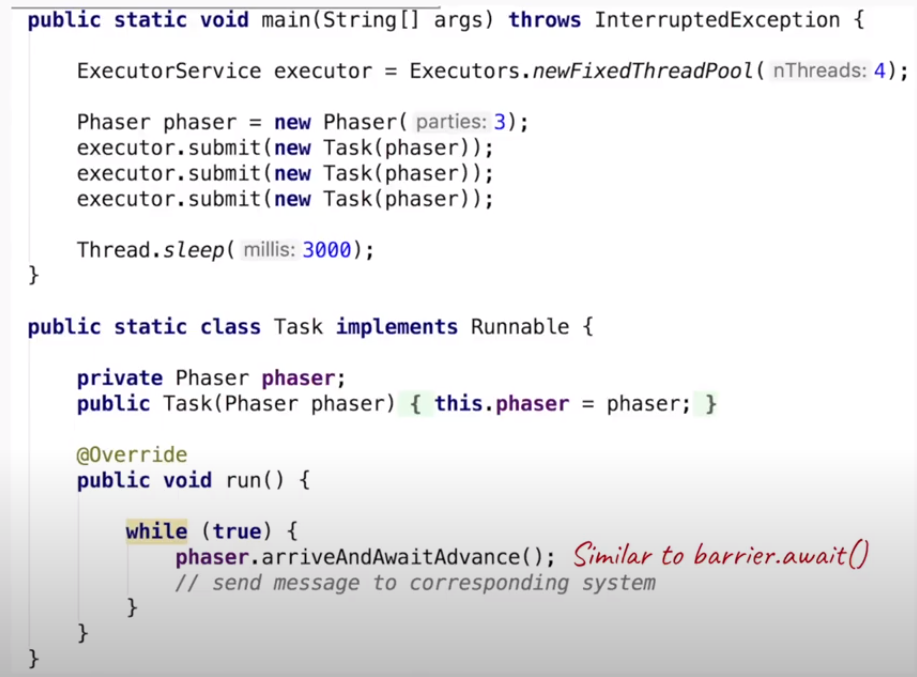 public static void main(String[] args) throws InterruptedException {
ExecutorService executor = Executors.newFixedThreadPool( nThreads: 4);
Phaser phaser = new Phaser( parties: 3);
executor.submit(new Task(phaser));
executor.submit(new Task(phaser));
executor.submit(new Task(phaser));
Thread.sleep( millis: 3000);
}
public static class Task implements Runnable {
private Phaser phaser;
public Task(Phaser phaser) { this.phaser = phaser; }
@Override
public void run() {
while (true) {
phaser.arriveAndAwaitAdvance(); Similar to barrier.await()
// send message to corresponding system
}
}
}